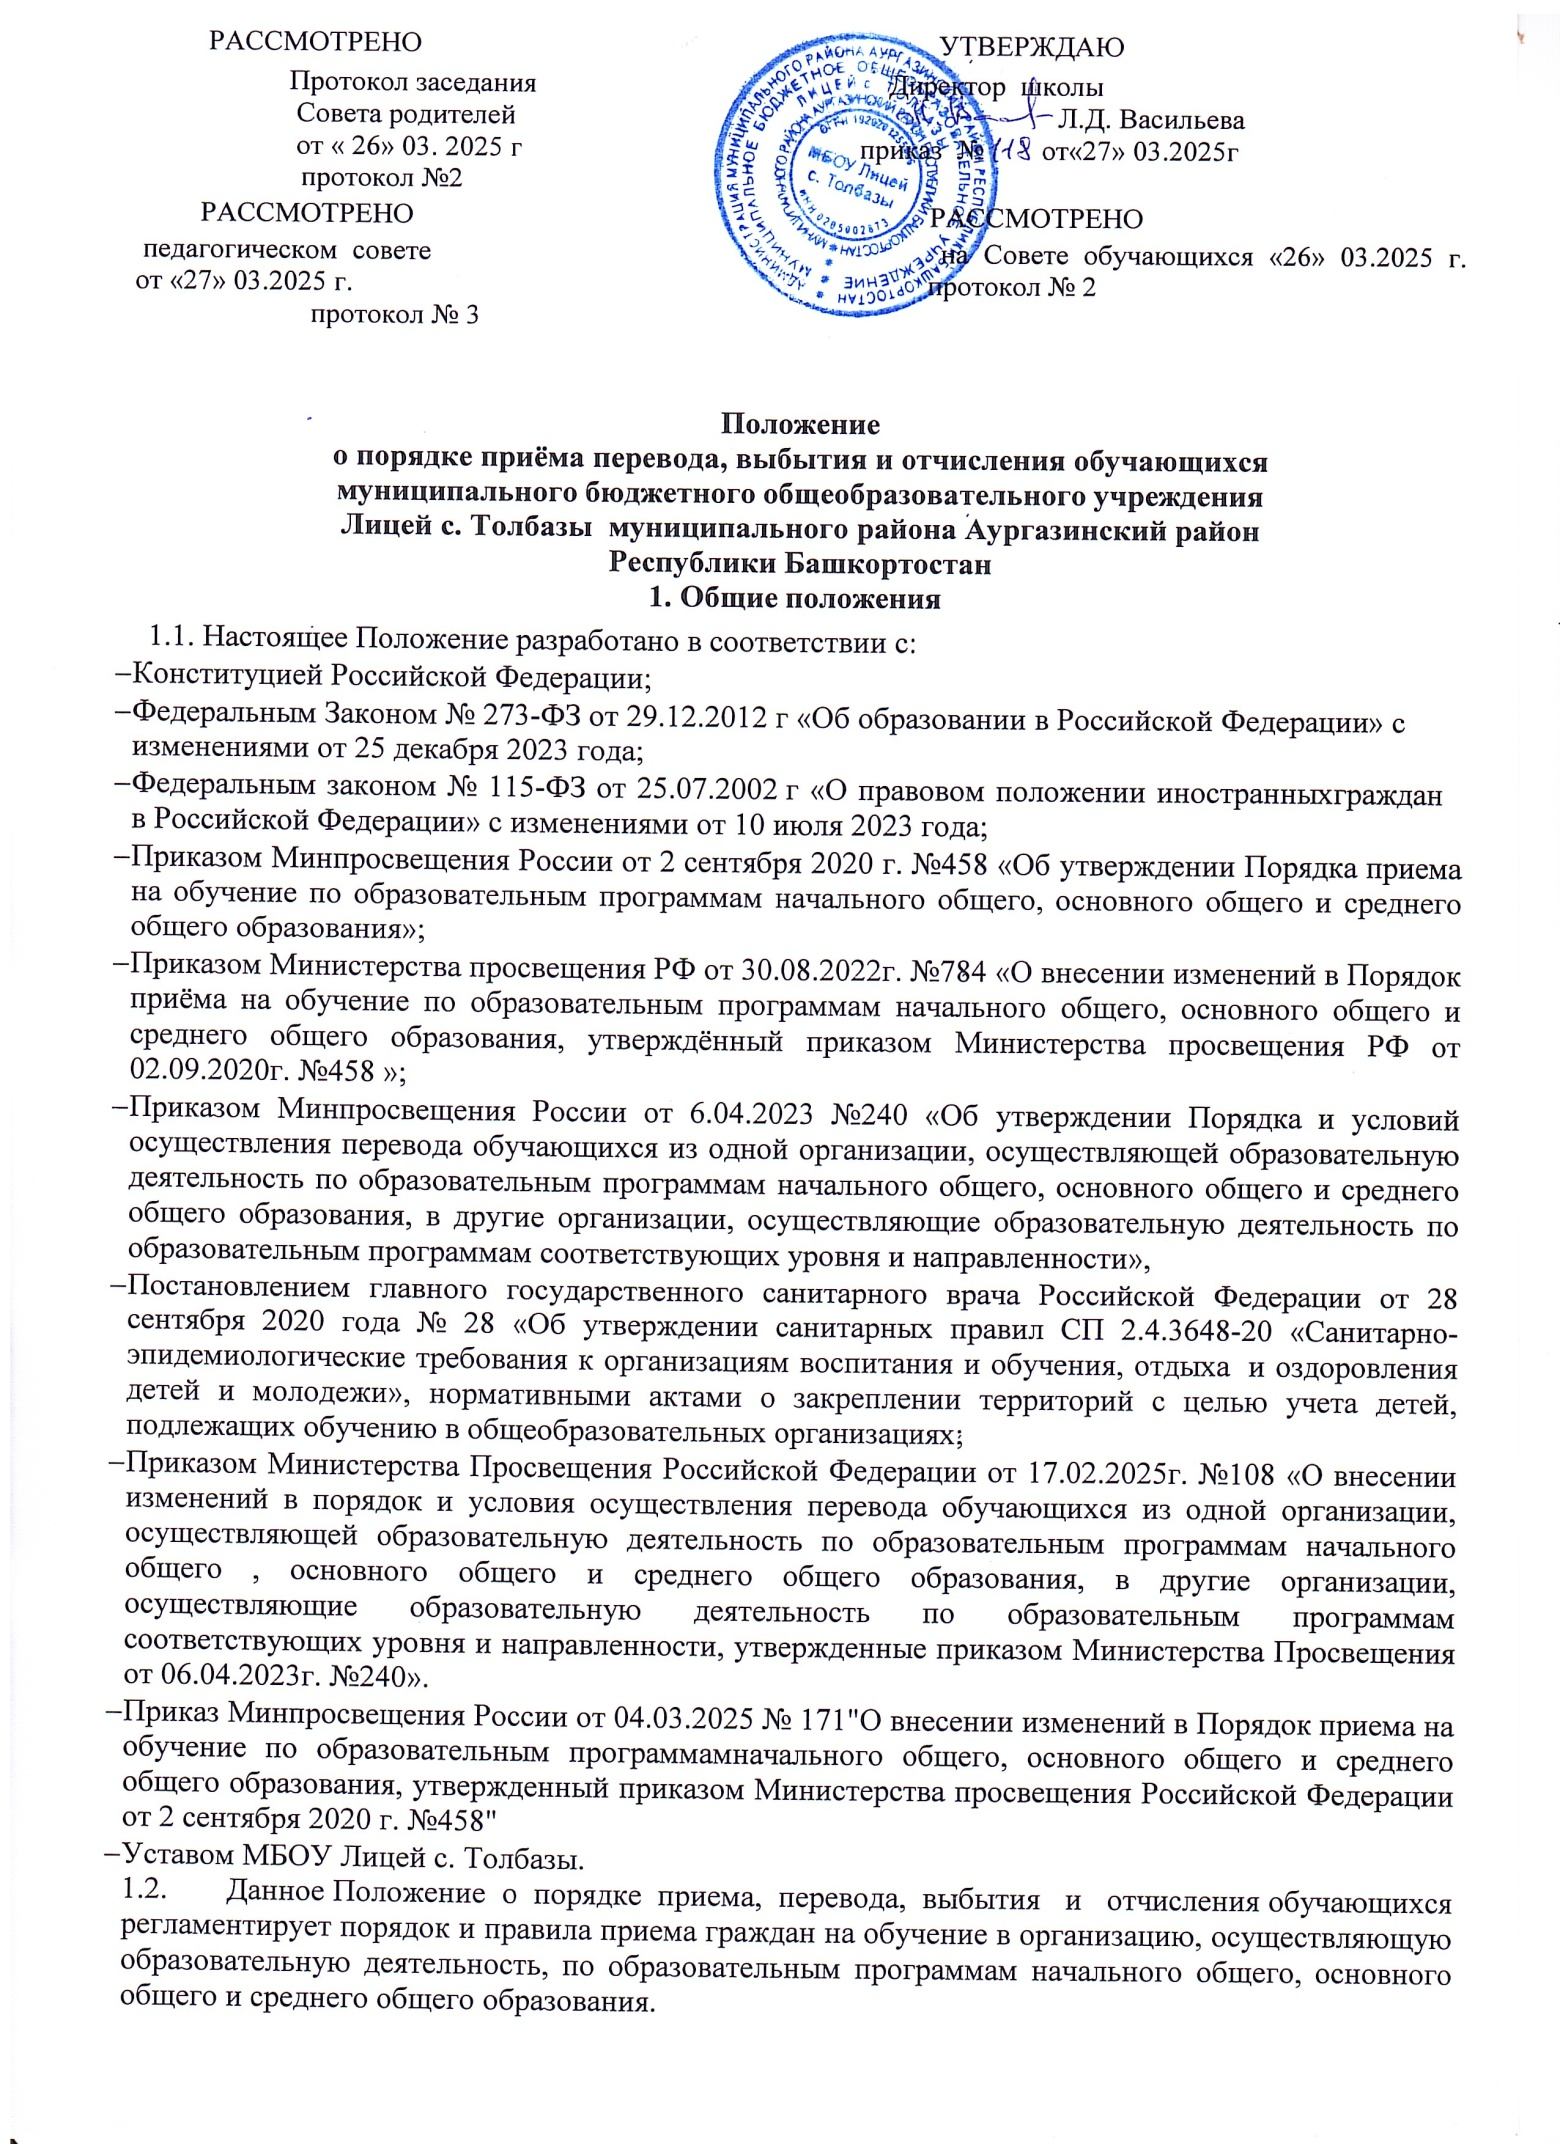 РАССМОТРЕНО
Протокол заседания
Совета родителей
от « 26» 03. 2025 г
протокол №2
РАССМОТРЕНО
педагогическом совете
от «27» 03.2025 г.
протокол № 3
УТВЕРЖДАЮ
Директор школы
Л.Д. Васильева
приказ № 118 от«27» 03.2025г
РАССМОТРЕНО
на Совете обучающихся «26» 03.2025 г.
протокол № 2
МБОУ Лицей
с. Толбазы
ИНН 0205002873
Положение
о порядке приёма перевода, выбытия и отчисления обучающихся
муниципального бюджетного общеобразовательного учреждения
Лицей с. Толбазы муниципального района Аургазинский район
Республики Башкортостан
1. Общие положения
1.1. Настоящее Положение разработано в соответствии с:
–Конституцией Российской Федерации;
–Федеральным Законом № 273-ФЗ от 29.12.2012 г «Об образовании в Российской Федерации» с
изменениями от 25 декабря 2023 года;
–Федеральным законом № 115-ФЗ от 25.07.2002 г «О правовом положении иностранныхграждан
в Российской Федерации» с изменениями от 10 июля 2023 года;
–Приказом Минпросвещения России от 2 сентября 2020 г. №458 «Об утверждении Порядка приема
на обучение по образовательным программам начального общего, основного общего и среднего
общего образования»;
–Приказом Министерства просвещения РФ от 30.08.2022г. №784 «О внесении изменений в Порядок
приёма на обучение по образовательным программам начального общего, основного общего и
среднего общего образования, утверждённый приказом Министерства просвещения РФ от
02.09.2020г. №458 »;
–Приказом Минпросвещения России от 6.04.2023 №240 «Об утверждении Порядка и условий
осуществления перевода обучающихся из одной организации, осуществляющей образовательную
деятельность по образовательным программам начального общего, основного общего и среднего
общего образования, в другие организации, осуществляющие образовательную деятельность по
образовательным программам соответствующих уровня и направленности»,
–Постановлением главного государственного санитарного врача Российской Федерации от 28
сентября 2020 года № 28 «Об утверждении санитарных правил СП 2.4.3648-20 «Санитарно-
эпидемиологические требования к организациям воспитания и обучения, отдыха и оздоровления
детей и молодежи», нормативными актами о закреплении территорий с целью учета детей,
подлежащих обучению в общеобразовательных организациях;
–Приказом Министерства Просвещения Российской Федерации от 17.02.2025г. №108 «О внесении
изменений в порядок и условия осуществления перевода обучающихся из одной организации,
осуществляющей образовательную деятельность по образовательным программам начального
общего , основного общего и среднего общего образования, в другие организации,
осуществляющие образовательную деятельность по образовательным программам
соответствующих уровня и направленности, утвержденные приказом Министерства Просвещения
от 06.04.2023г. №240».
–Приказ Минпросвещения России от 04.03.2025 № 171"О внесении изменений в Порядок приема на
обучение по образовательным программамначального общего, основного общего и среднего
общего образования, утвержденный приказом Министерства просвещения Российской Федерации
от 2 сентября 2020 г. №458"
–Уставом МБОУ Лицей с. Толбазы.
1.2. Данное Положение о порядке приема, перевода, выбытия и отчисления обучающихся
регламентирует порядок и правила приема граждан на обучение в организацию, осуществляющую
образовательную деятельность, по образовательным программам начального общего, основного
общего и среднего общего образования.